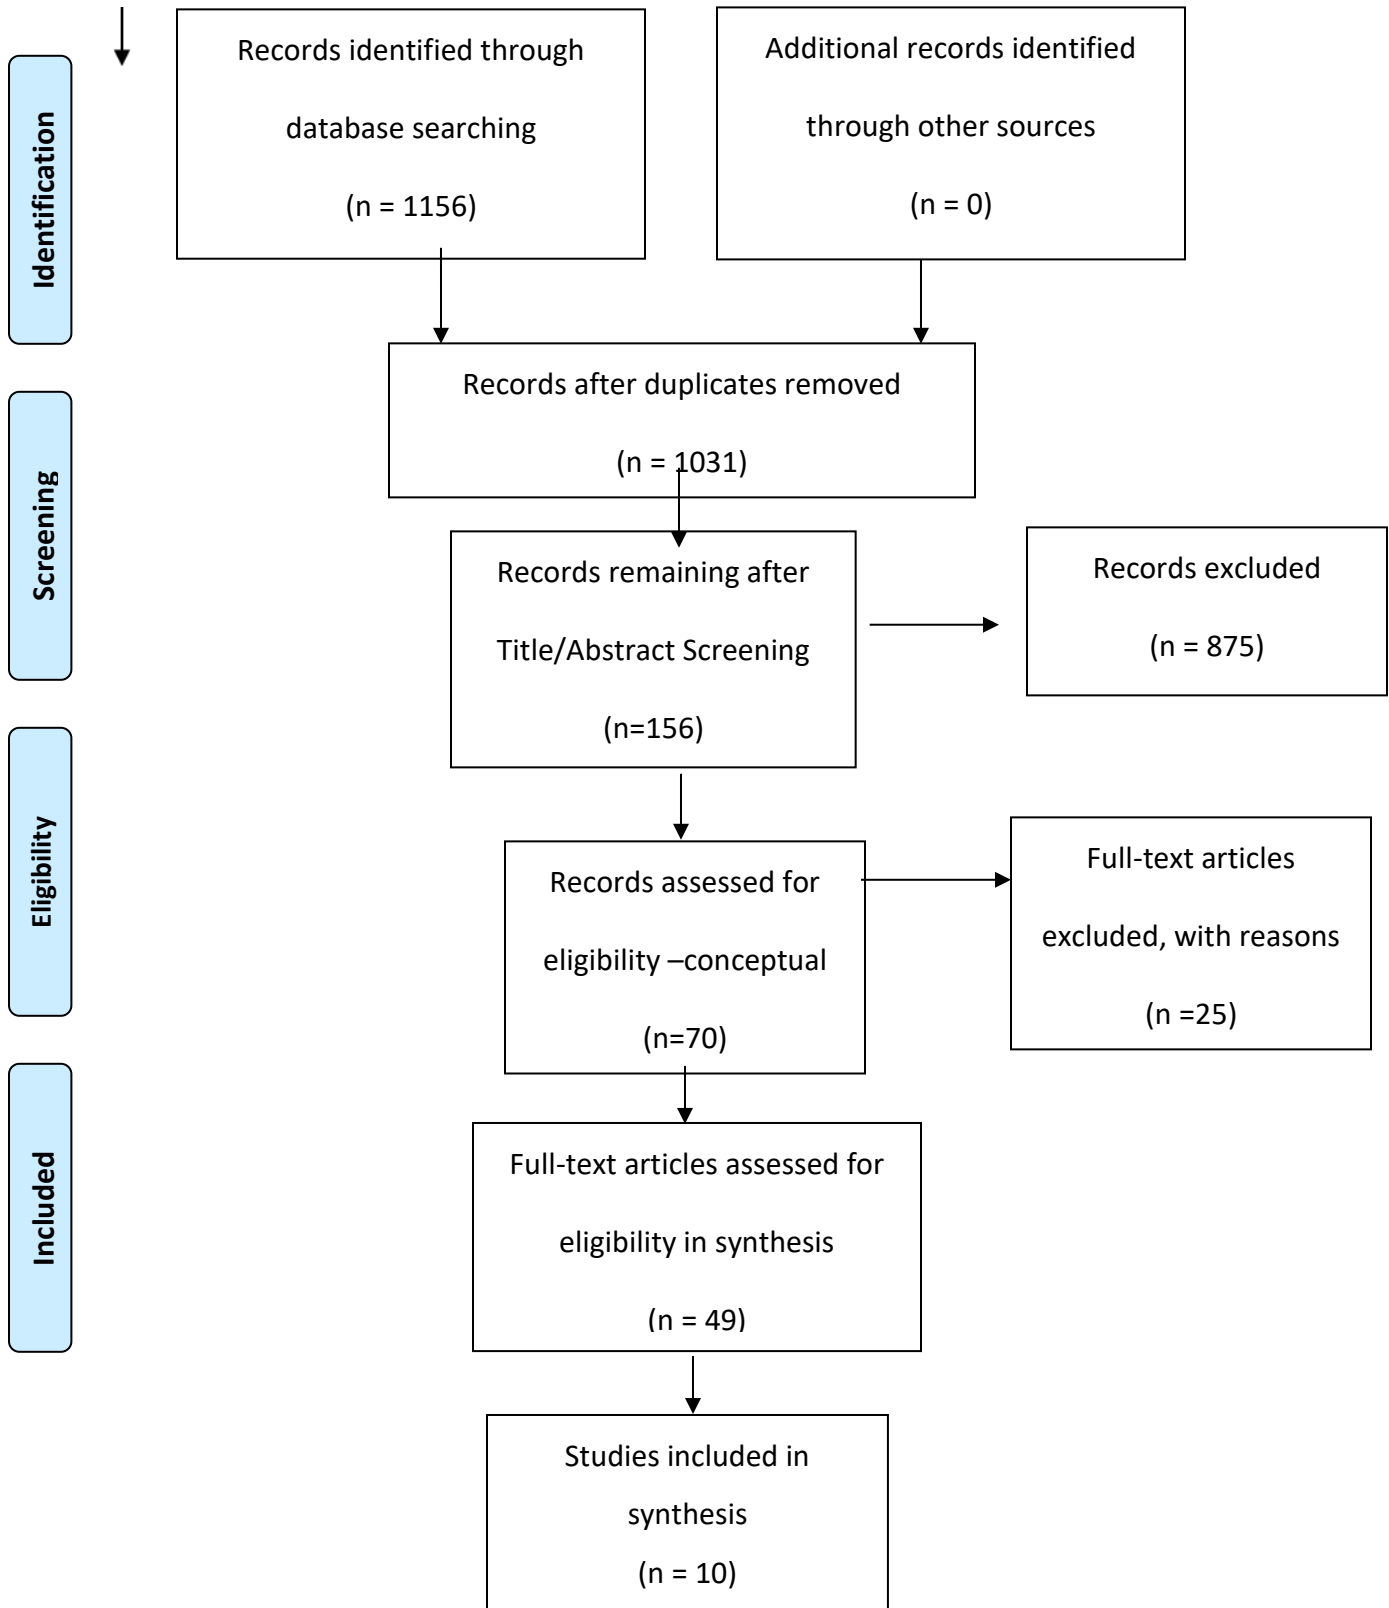 Records identified through
database searching
(n = 1156)
Additional records identified
through other sources
(n = 0)
Identification
Records after duplicates removed
(n = 1031)
Screening
Records remaining after
Title/Abstract Screening
(n=156)
Records excluded
(n = 875)
Eligibility
Records assessed for
eligibility –conceptual
(n=70)
Full-text articles
excluded, with reasons
(n =25)
Included
Full-text articles assessed for
eligibility in synthesis
(n = 49)
Studies included in
synthesis
(n = 10)